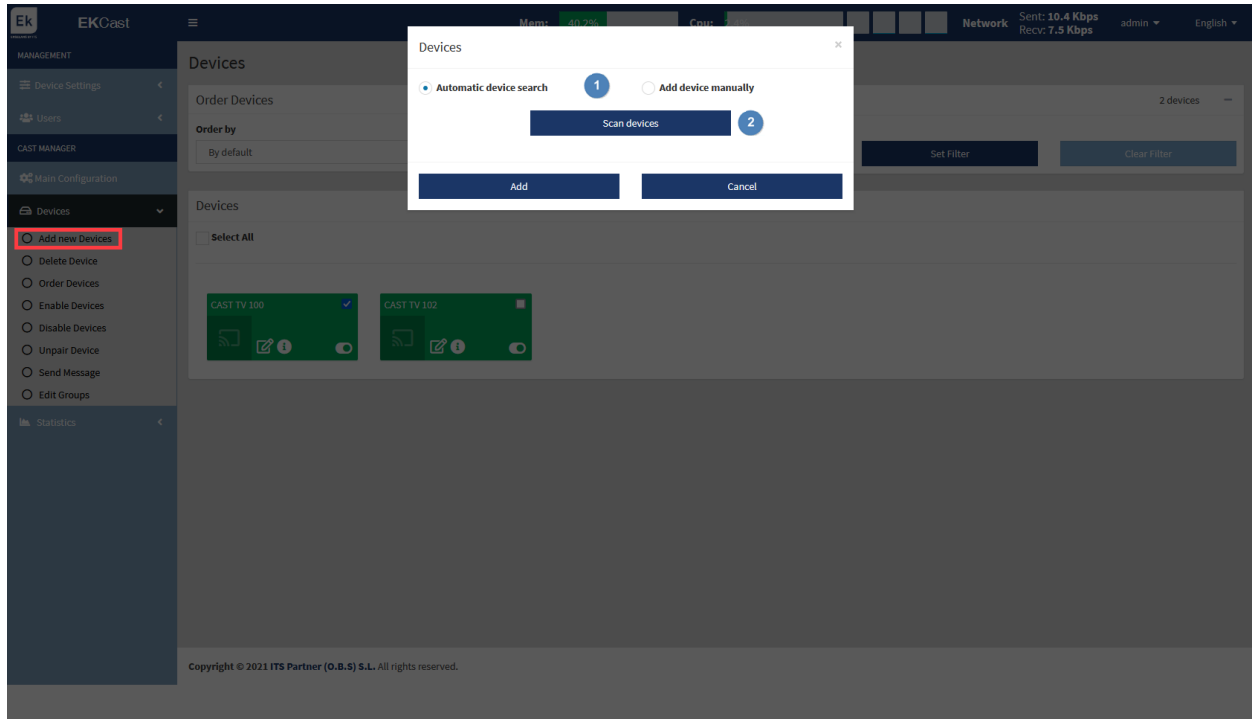 Ek
EKCast
Mem: 40.2%
Cpu:
Network
Sent: 10.4 Kbps
Recv: 7.5 Kbps
admin
English
MANAGEMENT
Device Settings
Users
CAST MANAGER
Main Configuration
Devices
Add new Devices
Delete Device
Order Devices
Enable Devices
Disable Devices
Unpair Device
Send Message
Edit Groups
Statistics
Devices
Order Devices
2 devices
Order by
By default
Set Filter
Clear Filter
Devices
×
Automatic device search
1
Add device manually
Scan devices
2
Add
Cancel
Devices
Select All
CAST TV 100
CAST TV 102
Copyright © 2021 ITS Partner (O.B.S) S.L. All rights reserved.